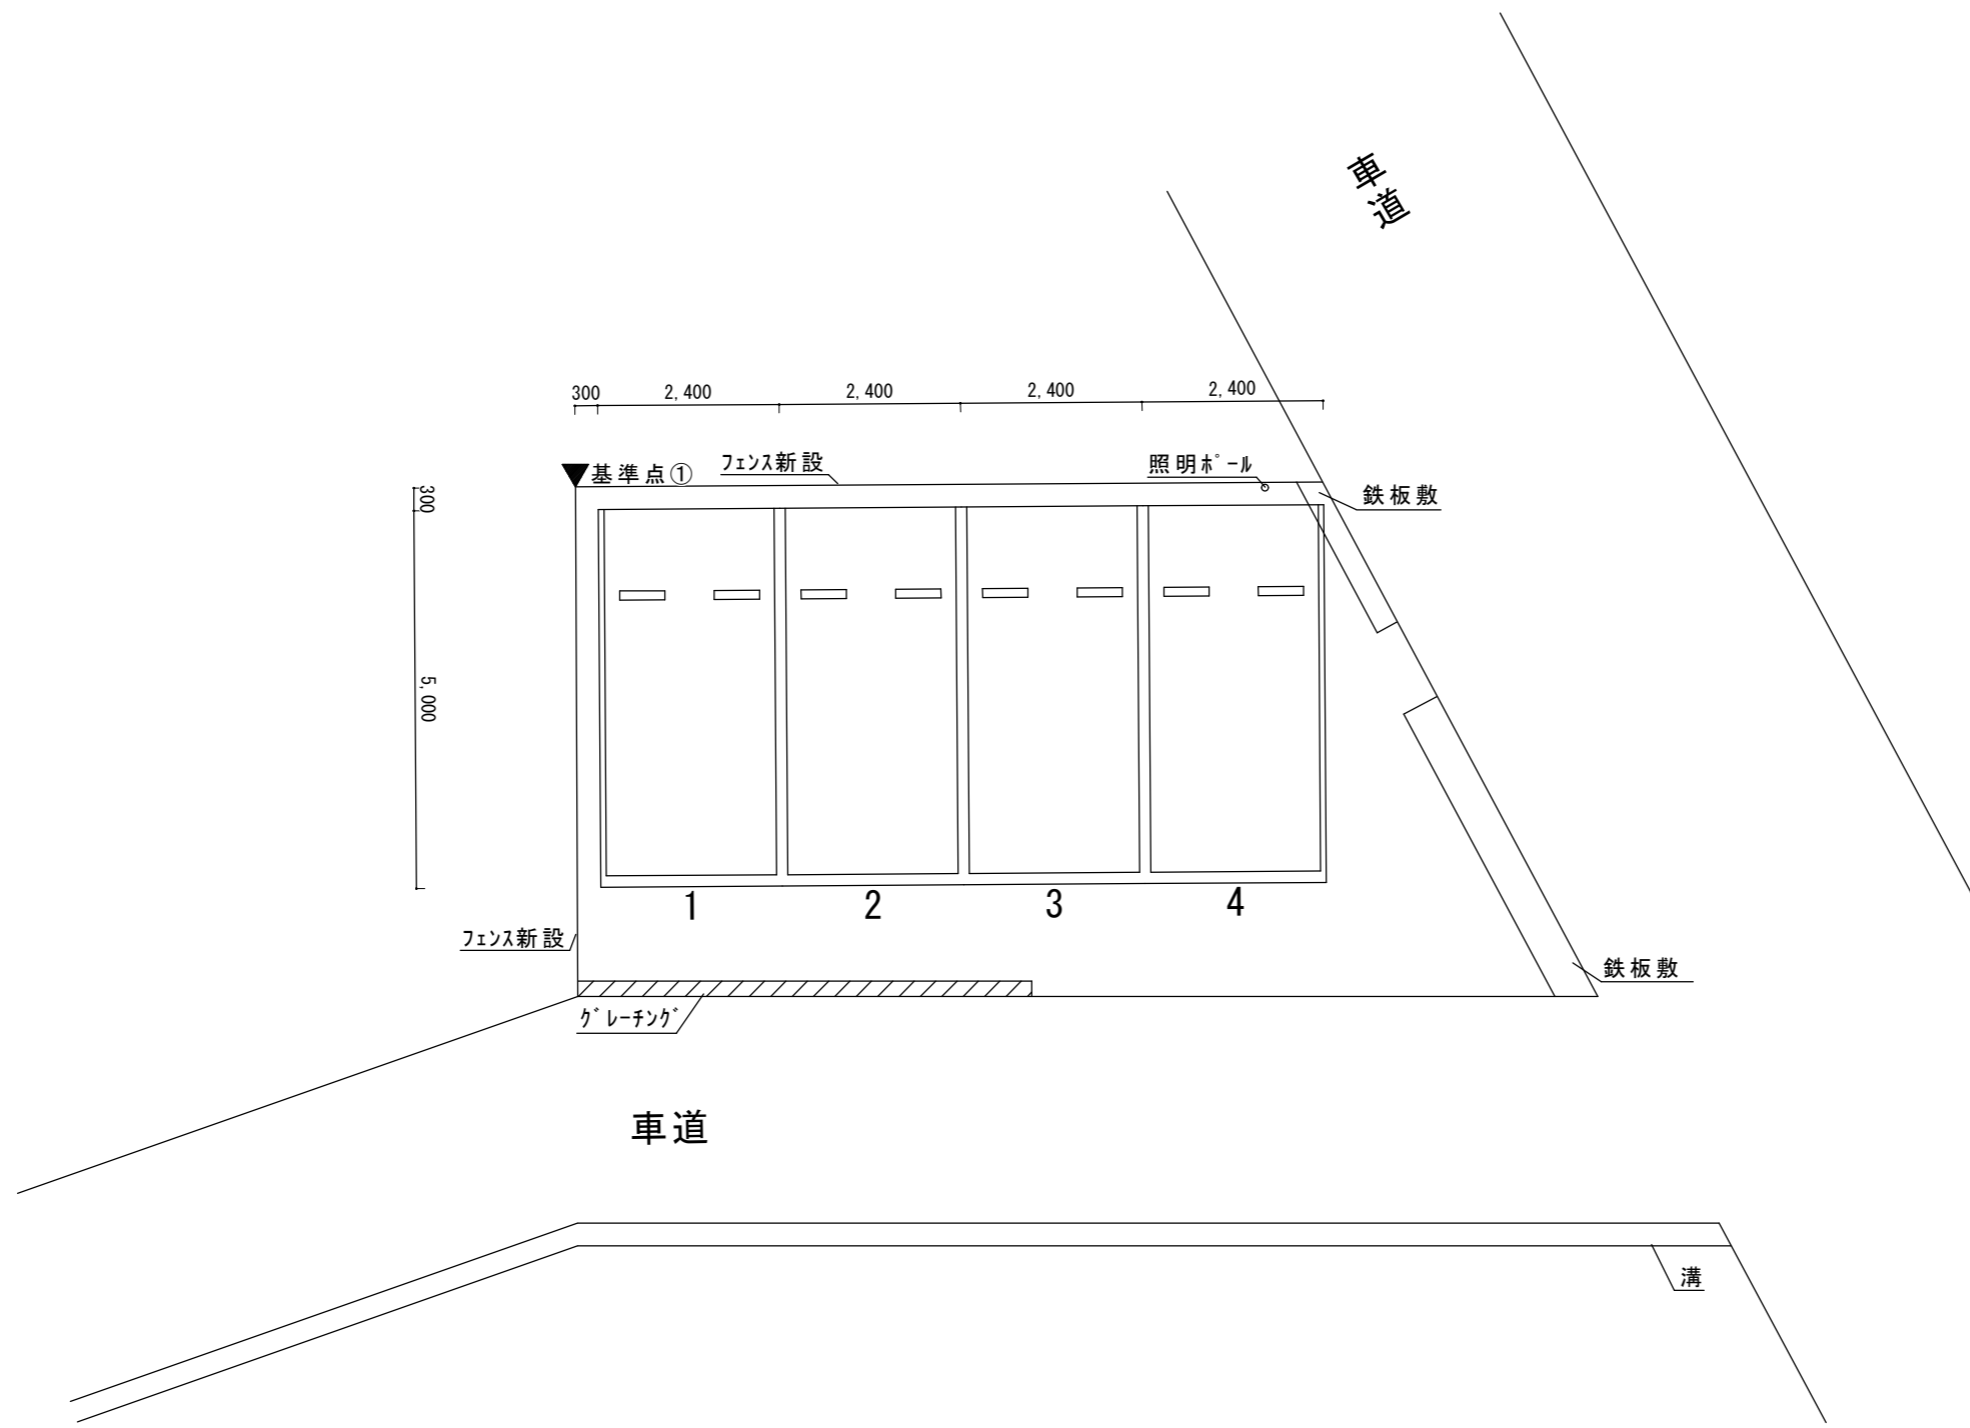 車道
300
2,400
2,400
2,400
2,400
基準点①
フェンス新設
照明ポール
鉄板敷
300
5,000
1
2
3
4
フェンス新設
鉄板敷
グレーチング
車道
溝